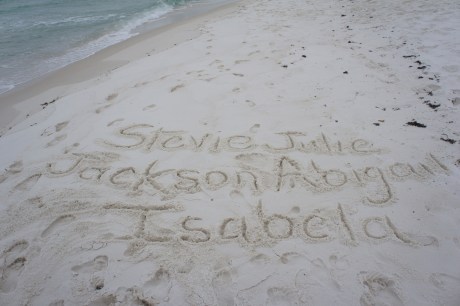 Stevie Julie
Jackson Abigail
Isabela